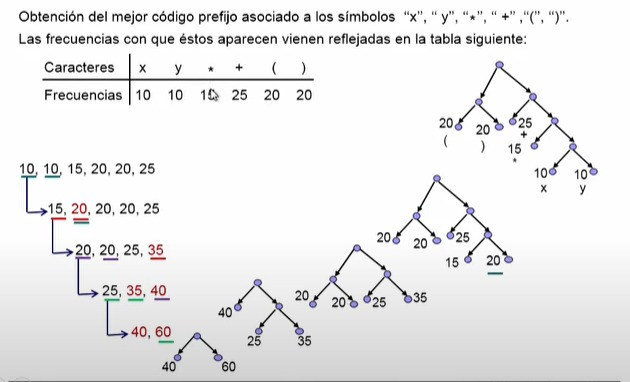 Obtención del mejor código prefijo asociado a los símbolos “x”, “ y”, “*”, “ +” ,“(”, “)”.
Las frecuencias con que éstos aparecen vienen reflejadas en la tabla siguiente:
Caracteres x y * + ( )
Frecuencias 10 10 15 25 20 20
20 20 25
( ) +
15
*
10 10
x y
10, 10, 15, 20, 20, 25
15, 20, 20, 20, 25
20 20 25
15 20
20, 20, 25, 35
25, 35, 40
20 20 25 35
40
25 35
40, 60
40 60